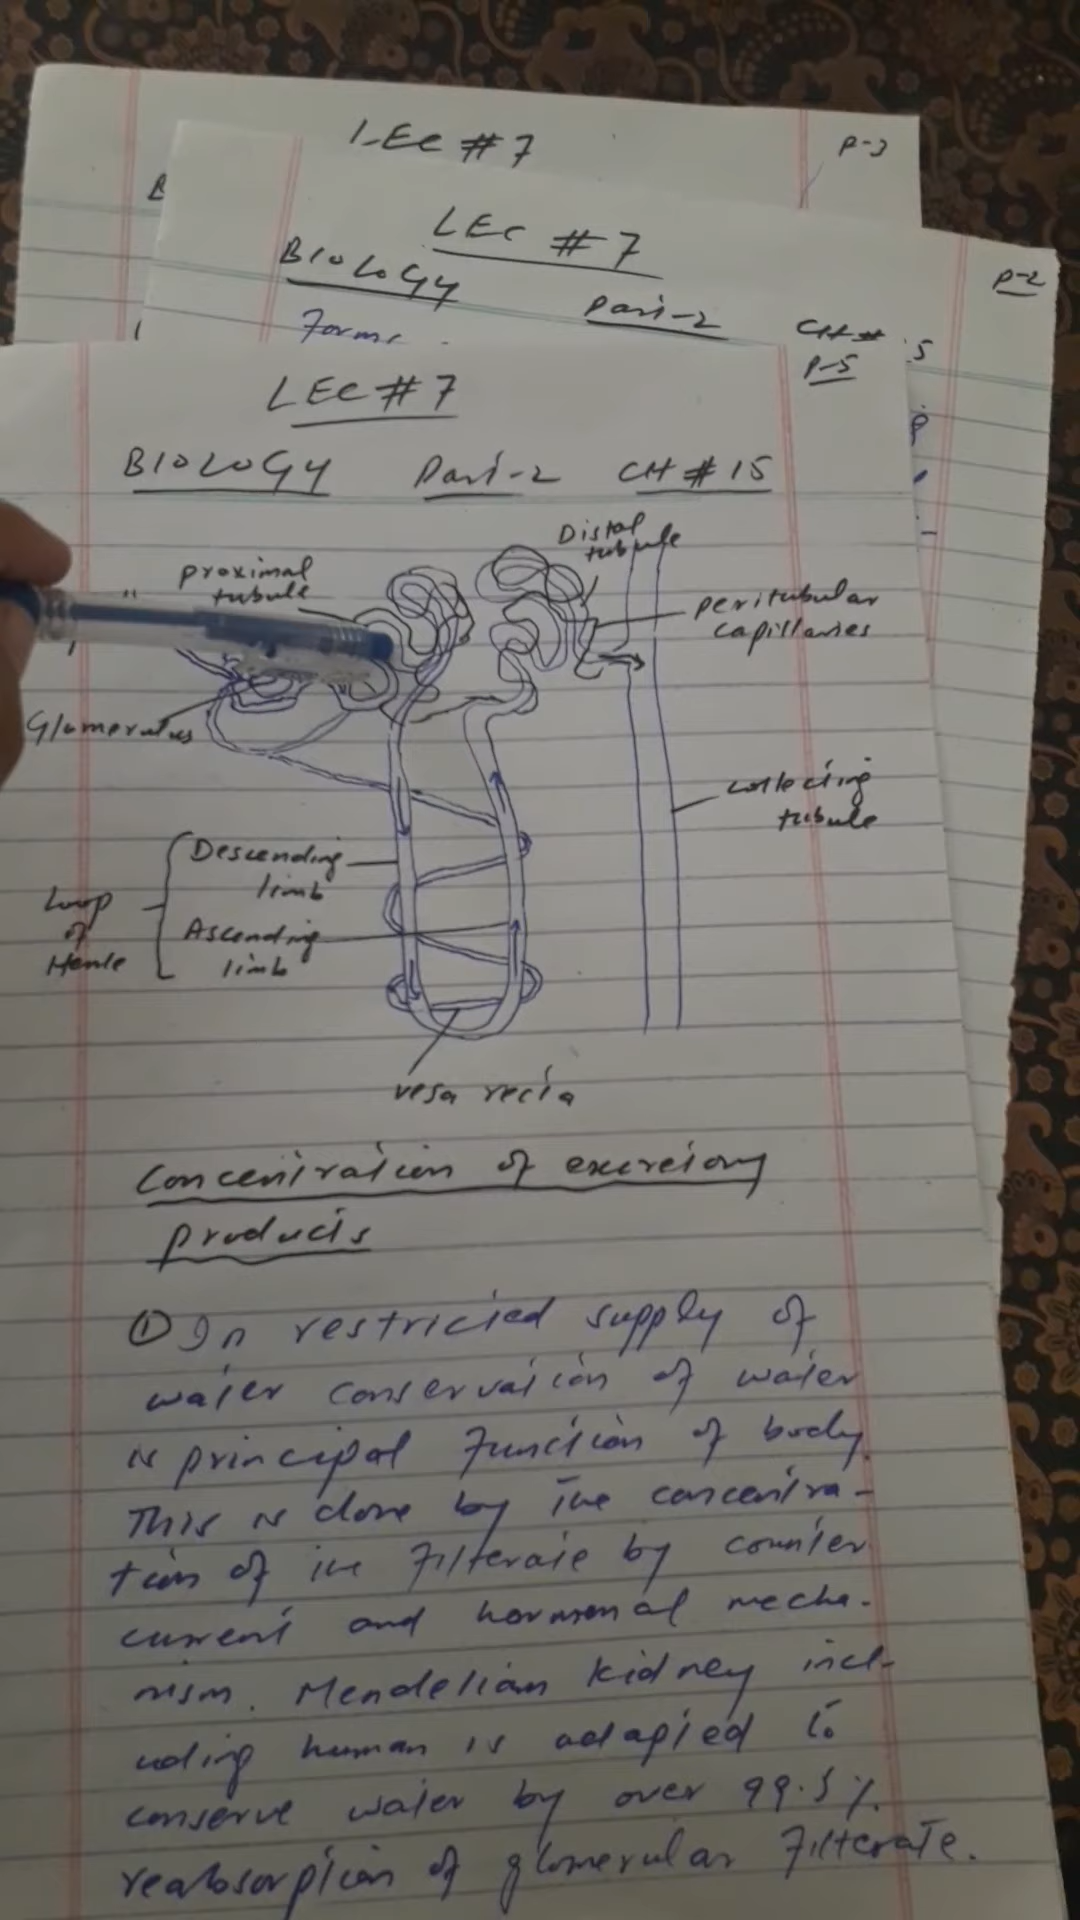 LEC #7
P-3
LEC #7
P-2
BIOLOGY Part-2 CH#
LEC #7
P-5
BIOLOGY Part-2 CH #15
Distal
tubule
proximal
tubule
peritubular
capillaries
Glomerulus
collecting
tubule
Descending
limb
Loop
of
Henle
Ascending
limb
vesa recta
Concentration of excretory
products
① In restricted supply of
water conservation of water
is principal function of body.
This is done by the concentra-
tion of the filterate by counter
current and hormonal mecha-
nism. Mendelian kidney incl-
uding human is adapted to
conserve water by over 99.5%
reabsorption of glomerular filterate.